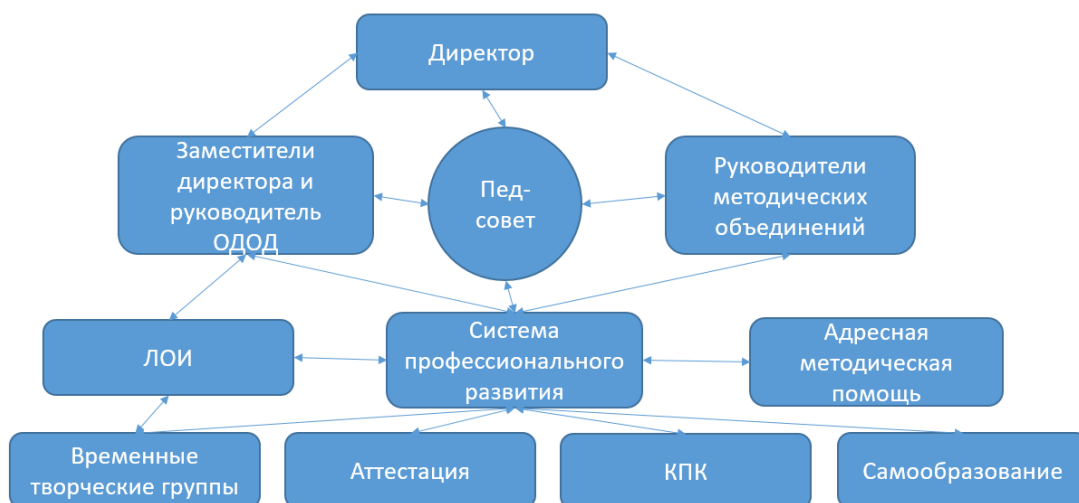 Директор
Заместители
директора и
руководитель
ОДОД
Пед-
совет
Руководители
методических
объединений
ЛОИ
Система
профессионального
развития
Адресная
методическая
помощь
Временные
творческие группы
Аттестация
КПК
Самообразование